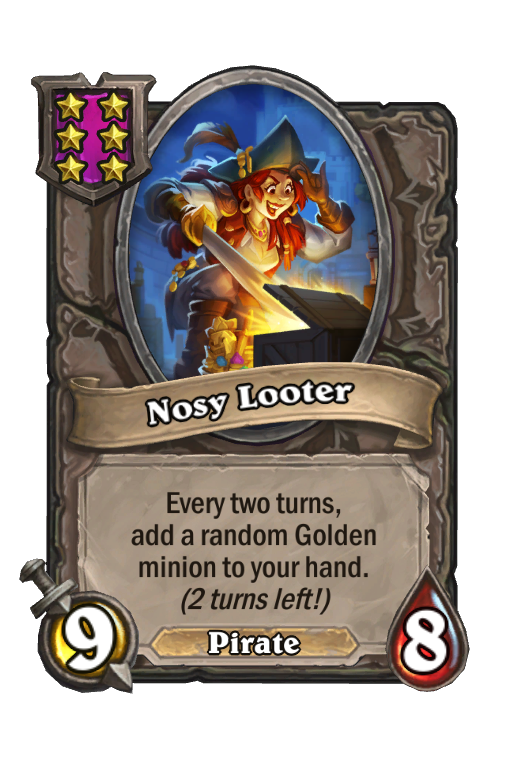 Nosy Looter
Every two turns,
add a random Golden
minion to your hand.
(2 turns left!)
9
Pirate
8